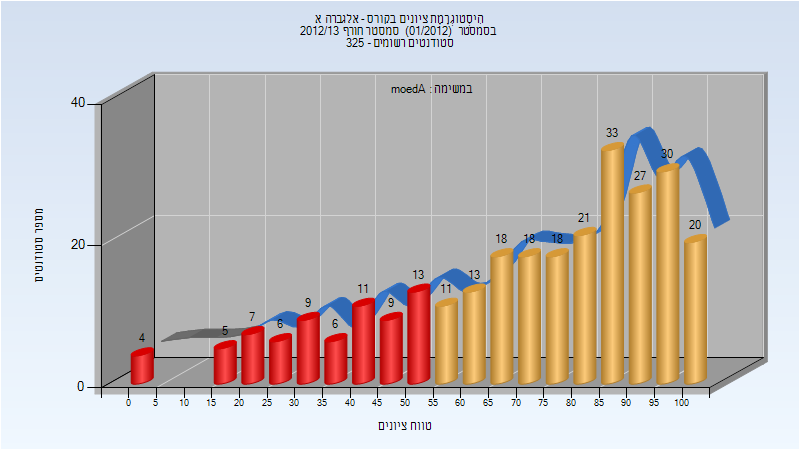 היסטוגרמת ציונים בקורס - אלגברה א
בסמסטר (01/2012) סמסטר חורף 2012/13
סטודנטים רשומים - 325
במשימה : moedA
מספר סטודנטים
40
20
0
4 5 7 6 9 6 11 9 13 11 13 18 18 18 21 33 27 30 20
0 5 10 15 20 25 30 35 40 45 50 55 60 65 70 75 80 85 90 95 100
טווח ציונים